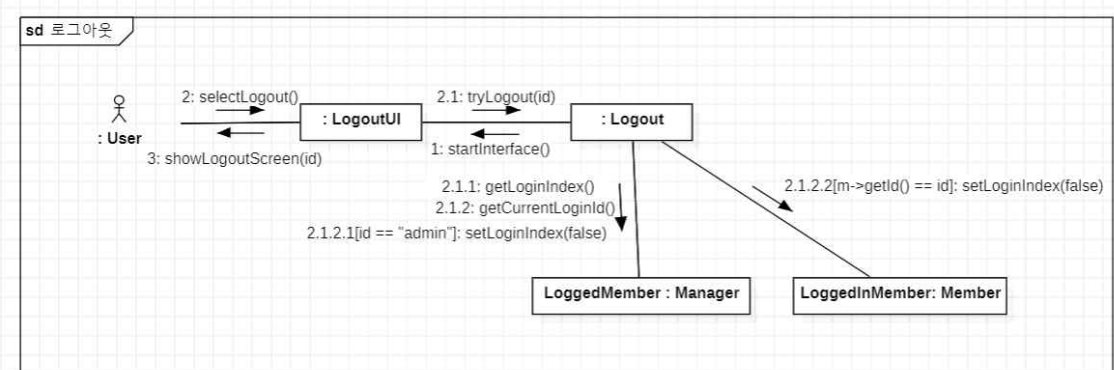 sd 로그아웃
2: selectLogout()
2.1: tryLogout(id)
: LogoutUI
: Logout
: User
3: showLogoutScreen(id)
1: startInterface()
2.1.1: getLoginIndex()
2.1.2: getCurrentLoginId()
2.1.2.1[id == "admin"]: setLoginIndex(false)
2.1.2.2[m->getId() == id]: setLoginIndex(false)
LoggedMember : Manager
LoggedInMember: Member